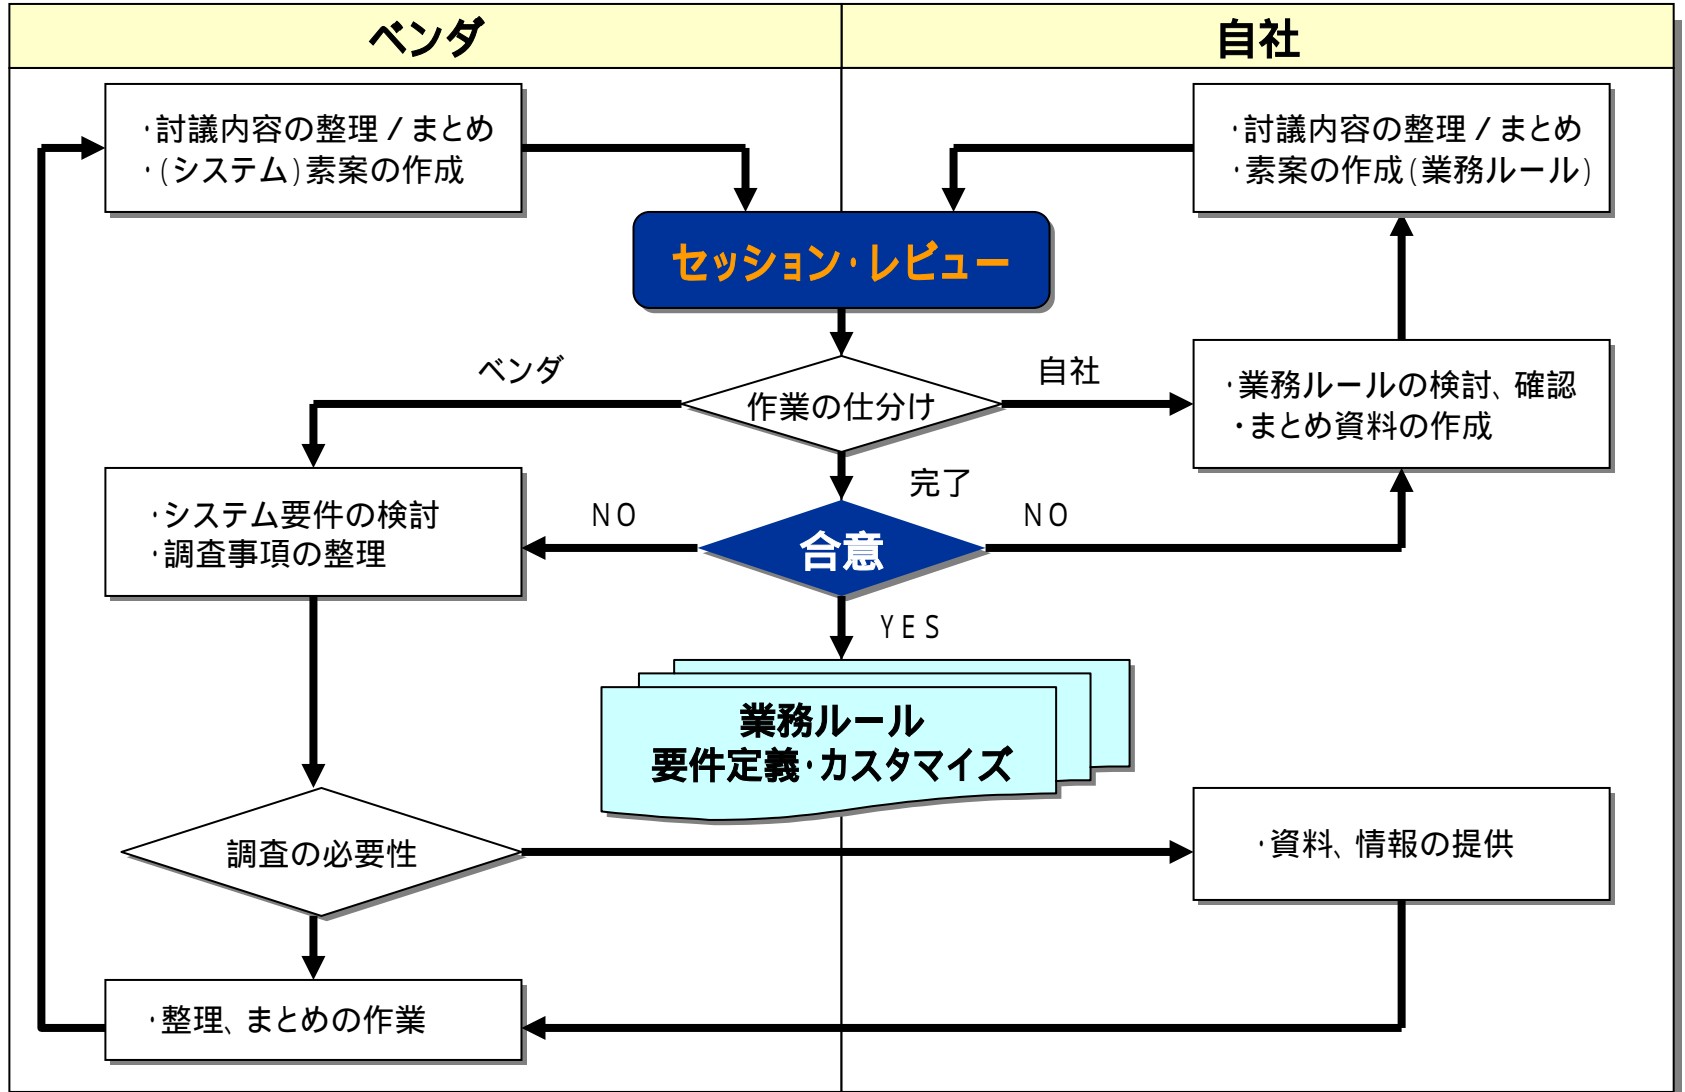 ベンダ
自社
・討議内容の整理／まとめ
・(システム)素案の作成
・討議内容の整理／まとめ
・素案の作成(業務ルール)
セッション・レビュー
ベンダ
自社
作業の仕分け
・業務ルールの検討、確認
・まとめ資料の作成
完了
・システム要件の検討
・調査事項の整理
ＮＯ
合意
ＮＯ
ＹＥＳ
業務ルール
要件定義・カスタマイズ
調査の必要性
・資料、情報の提供
・整理、まとめの作業